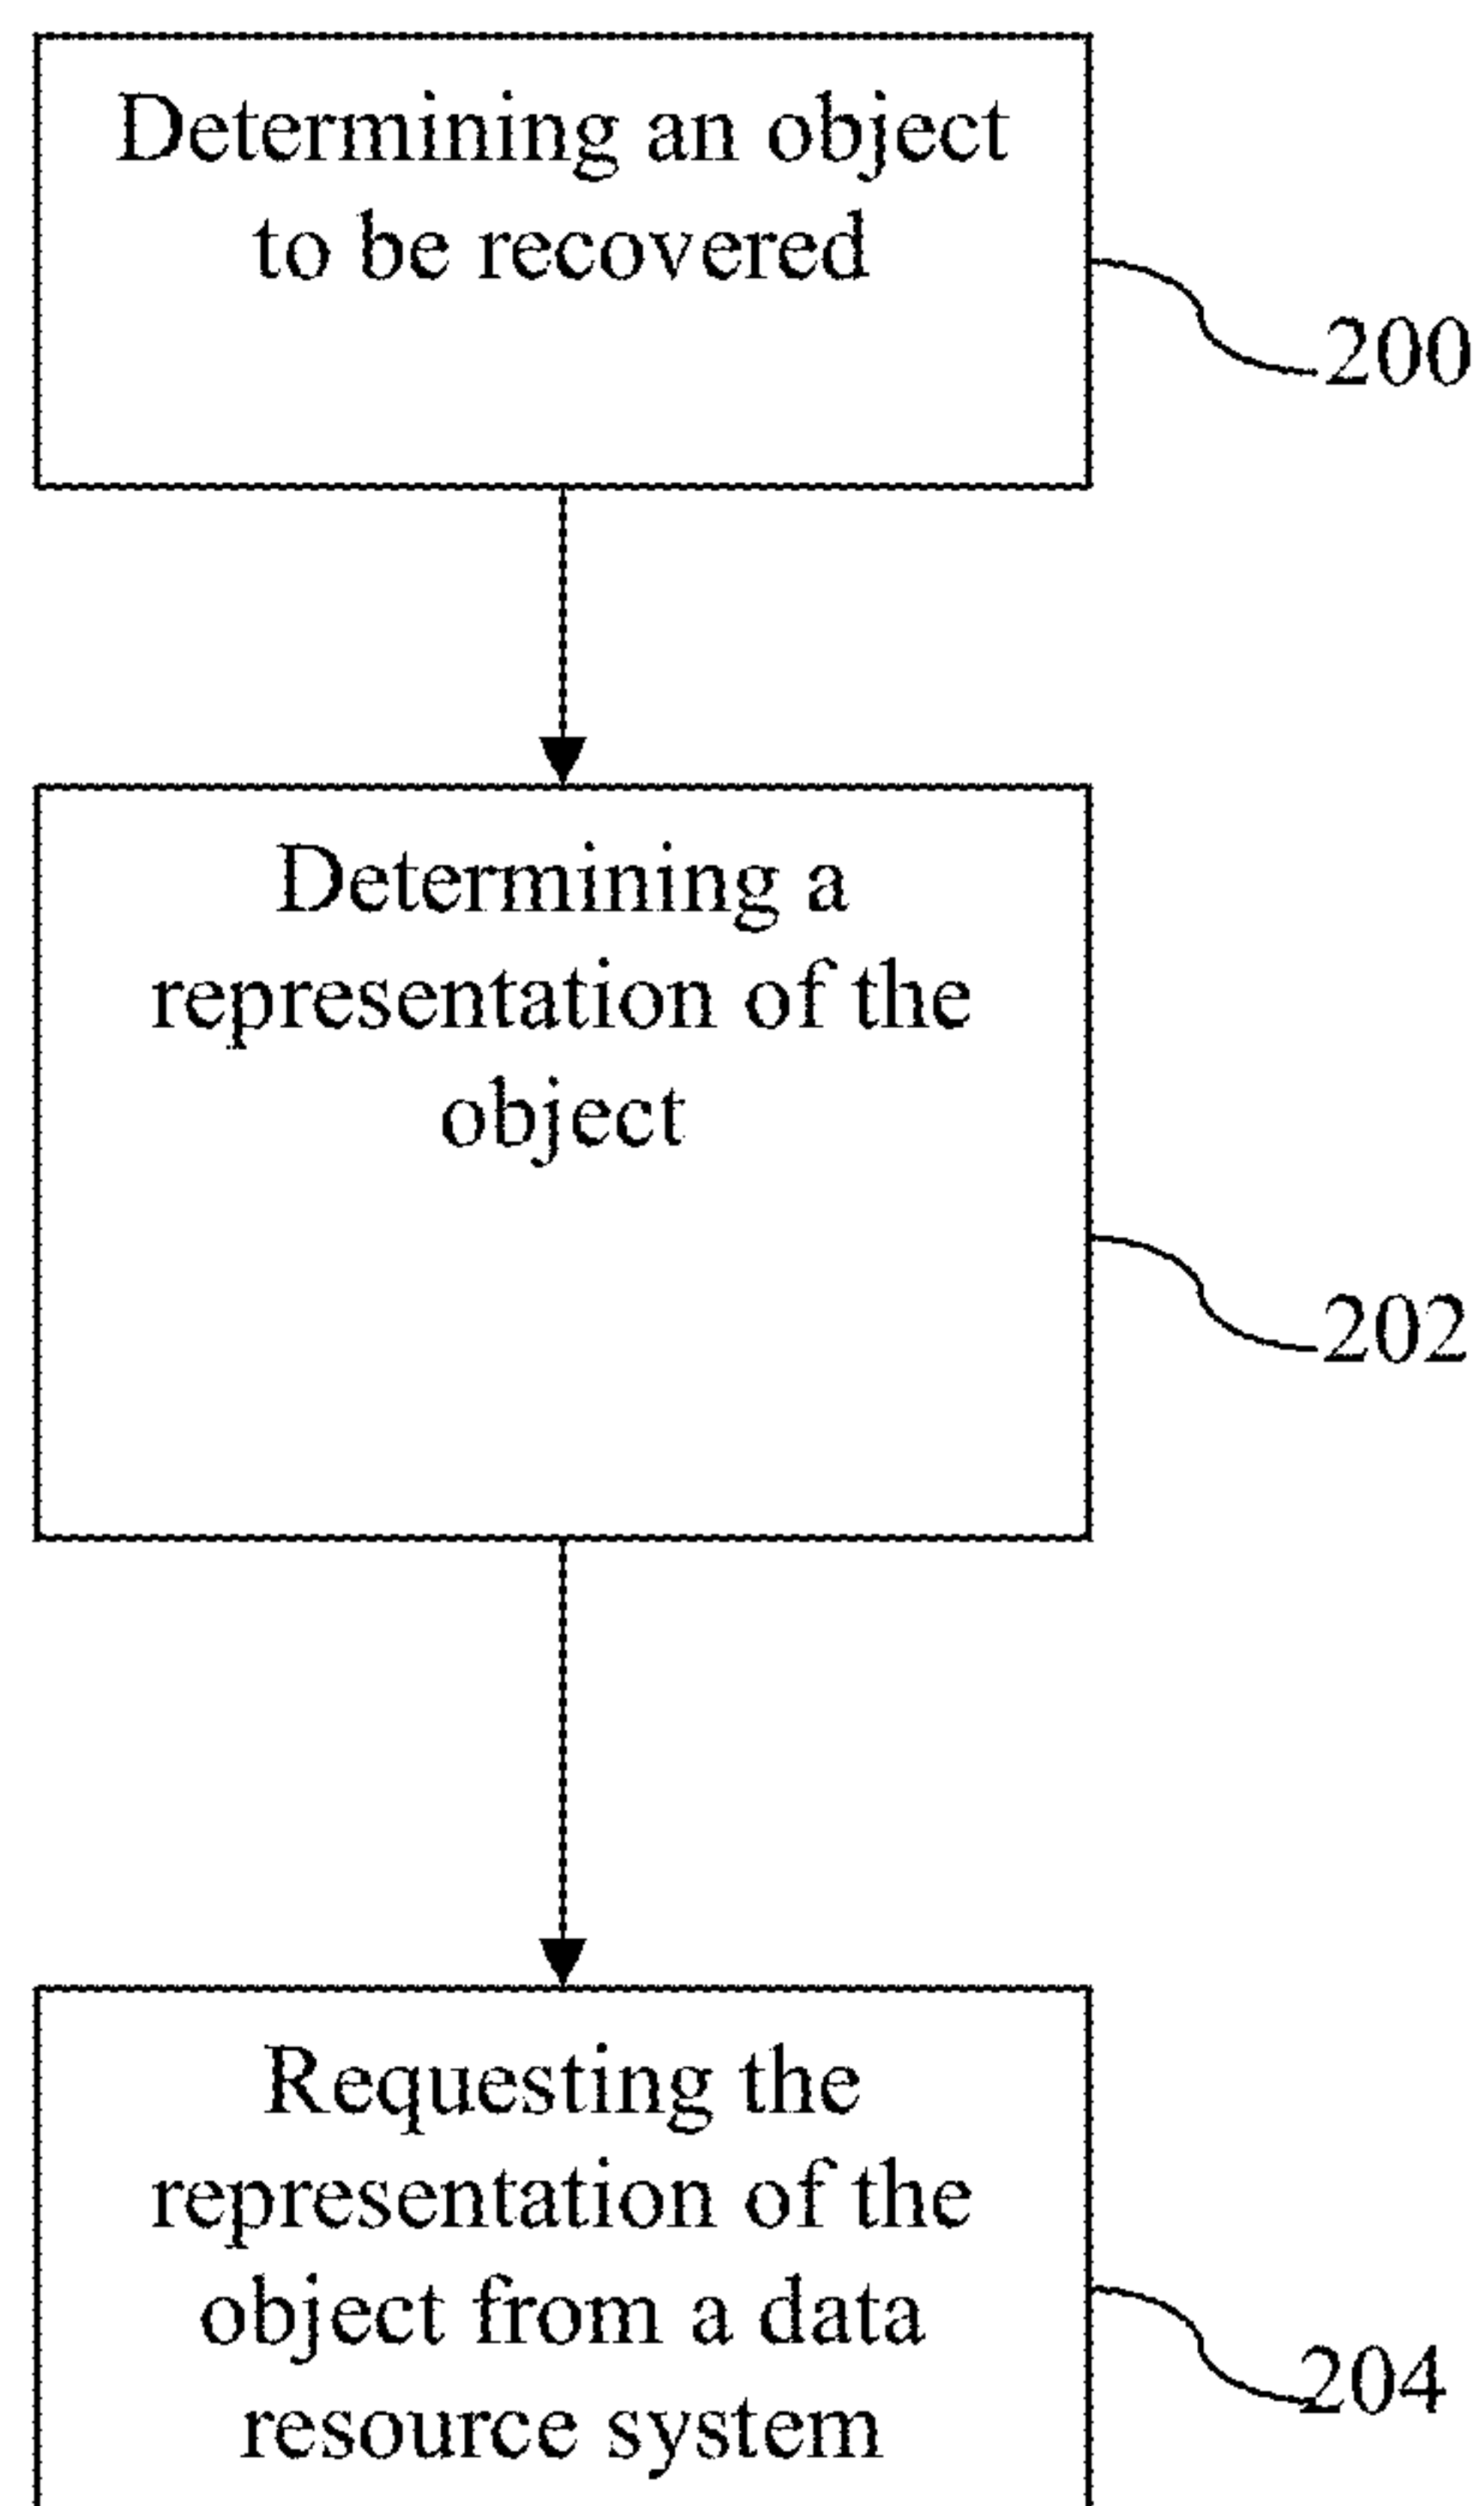 Determining an object
to be recovered
200
Determining a
representation of the
object
202
Requesting the
representation of the
object from a data
resource system
204